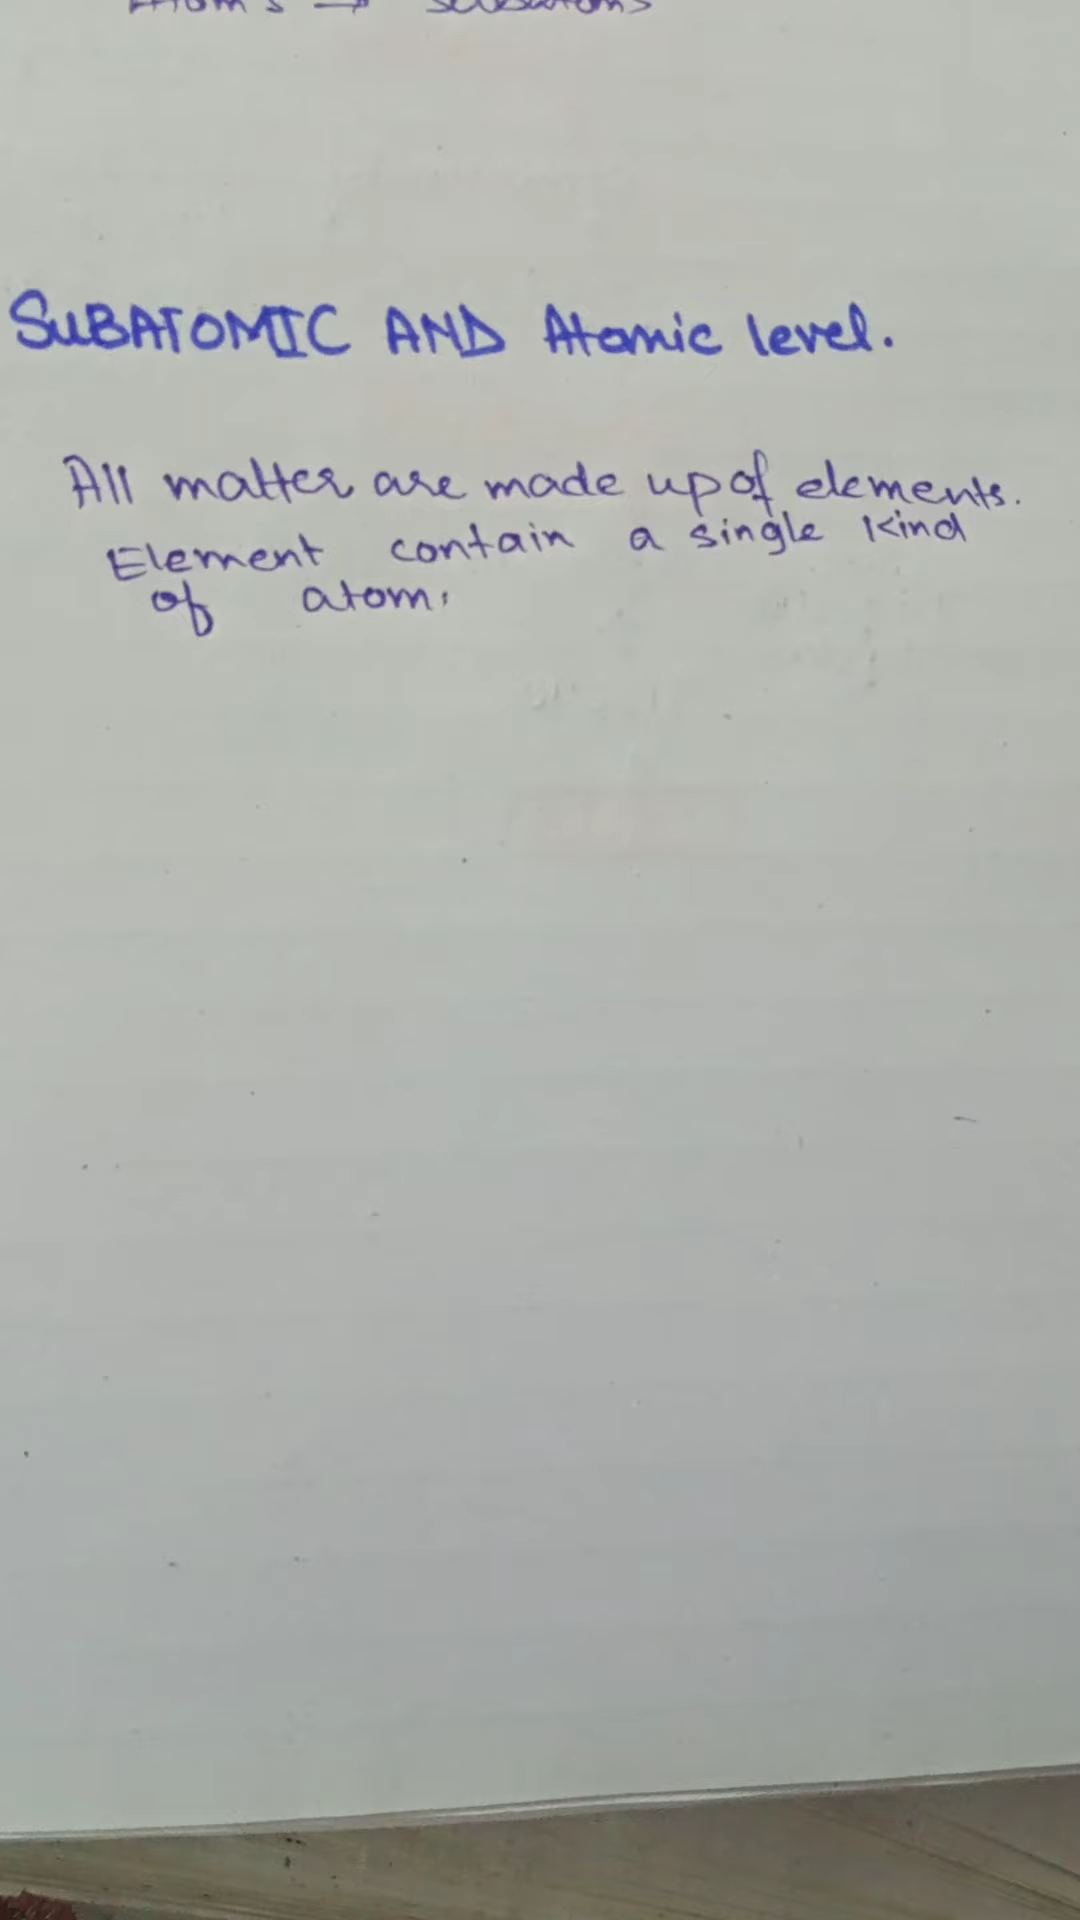 SUBATOMIC AND Atomic level.
All matter are made up of elements.
Element contain a single kind
of atom.